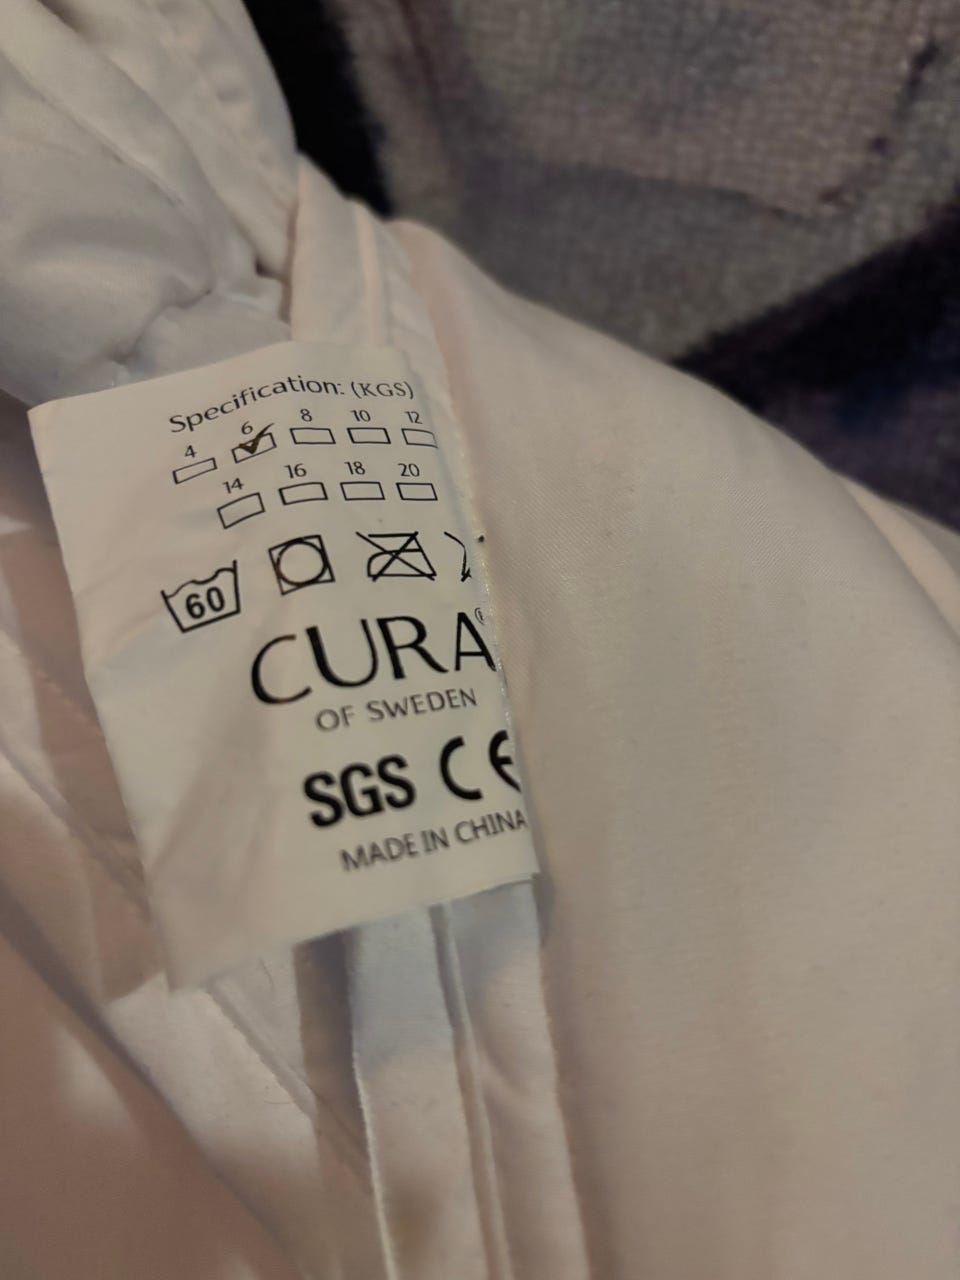 Specification: (KGS)
4 6 8 10 12
14 16 18 20
60
CURA®
OF SWEDEN
SGS CE
MADE IN CHINA